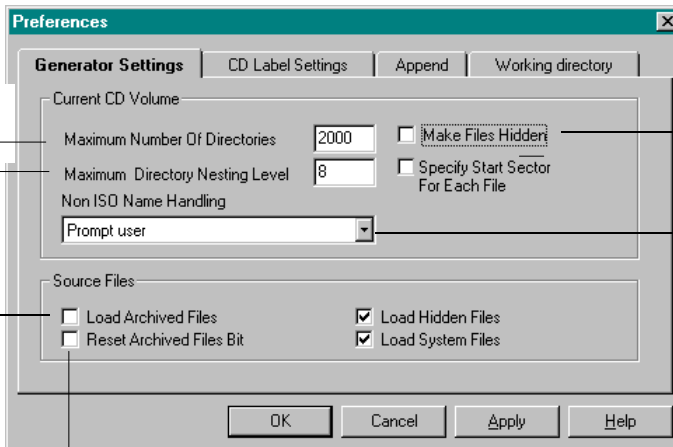 Preferences
Generator Settings
CD Label Settings
Append
Working directory
Current CD Volume
Maximum Number Of Directories
2000
Make Files Hidden
Maximum Directory Nesting Level
8
Specify Start Sector
For Each File
Non ISO Name Handling
Prompt user
Source Files
Load Archived Files
Load Hidden Files
Reset Archived Files Bit
Load System Files
OK
Cancel
Apply
Help